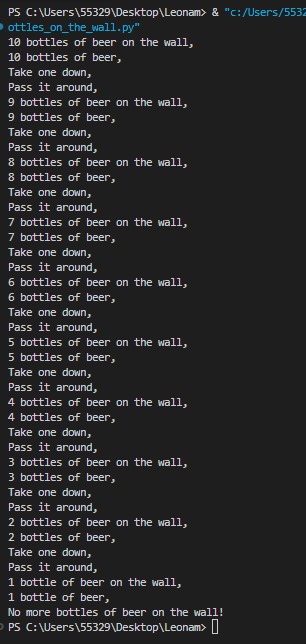 PS C:\Users\55329\Desktop\Leonam> & "c:/Users/5532
ottles_on_the_wall.py"
10 bottles of beer on the wall,
10 bottles of beer,
Take one down,
Pass it around,
9 bottles of beer on the wall,
9 bottles of beer,
Take one down,
Pass it around,
8 bottles of beer on the wall,
8 bottles of beer,
Take one down,
Pass it around,
7 bottles of beer on the wall,
7 bottles of beer,
Take one down,
Pass it around,
6 bottles of beer on the wall,
6 bottles of beer,
Take one down,
Pass it around,
5 bottles of beer on the wall,
5 bottles of beer,
Take one down,
Pass it around,
4 bottles of beer on the wall,
4 bottles of beer,
Take one down,
Pass it around,
3 bottles of beer on the wall,
3 bottles of beer,
Take one down,
Pass it around,
2 bottles of beer on the wall,
2 bottles of beer,
Take one down,
Pass it around,
1 bottle of beer on the wall,
1 bottle of beer,
No more bottles of beer on the wall!
PS C:\Users\55329\Desktop\Leonam>